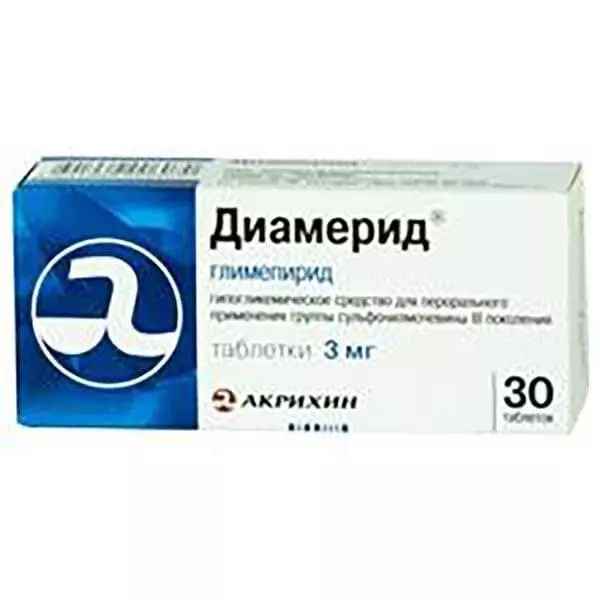 Диамерид®
глимепирид
гипогликемическое средство для перорального
применения группы сульфонилмочевины III поколения
таблетки 3 мг
АКРИХИН
30
таблеток